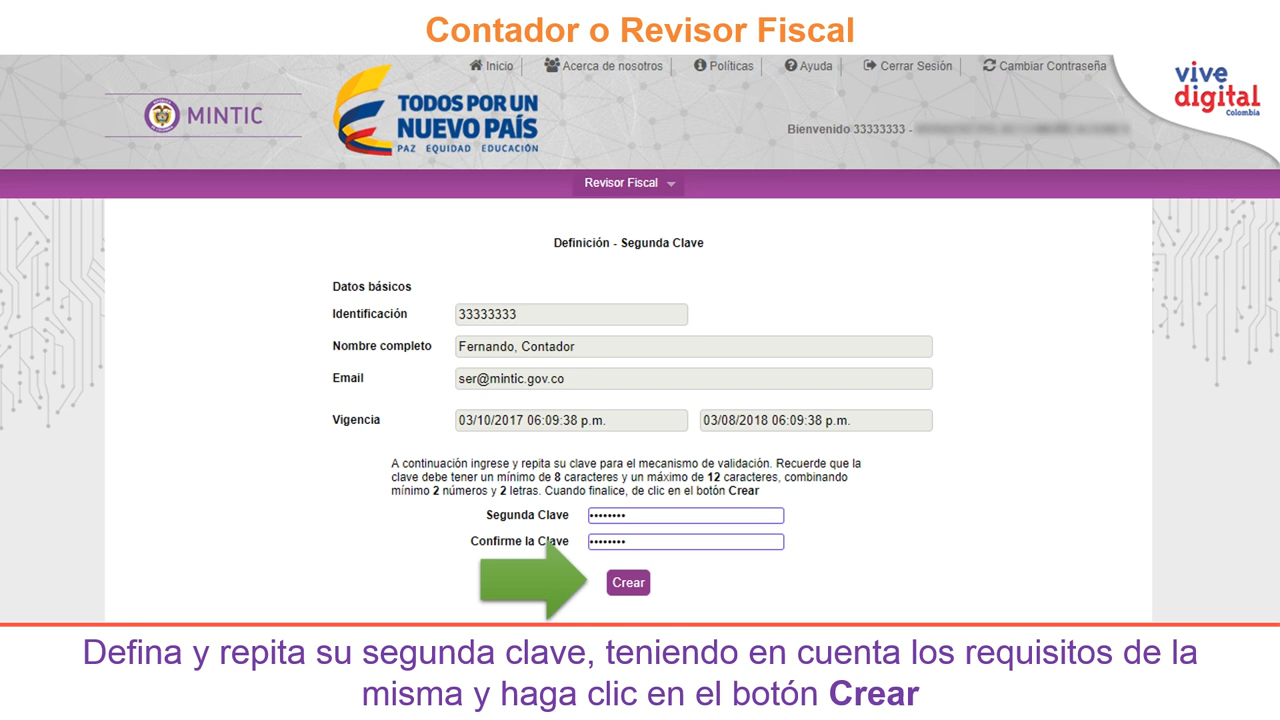 Contador o Revisor Fiscal
Inicio
Acerca de nosotros
Políticas
Ayuda
Cerrar Sesión
Cambiar Contraseña
MINTIC
TODOS POR UN
NUEVO PAÍS
PAZ EQUIDAD EDUCACIÓN
vive
digital
Colombia
Bienvenido 33333333 -
Revisor Fiscal
Definición - Segunda Clave
Datos básicos
Identificación 33333333
Nombre completo Fernando, Contador
Email ser@mintic.gov.co
Vigencia 03/10/2017 06:09:38 p.m. 03/08/2018 06:09:38 p.m.
A continuación ingrese y repita su clave para el mecanismo de validación. Recuerde que la
clave debe tener un mínimo de 8 caracteres y un máximo de 12 caracteres, combinando
mínimo 2 números y 2 letras. Cuando finalice, de clic en el botón Crear
Segunda Clave ••••••••
Confirme la Clave ••••••••
Crear
Defina y repita su segunda clave, teniendo en cuenta los requisitos de la
misma y haga clic en el botón Crear